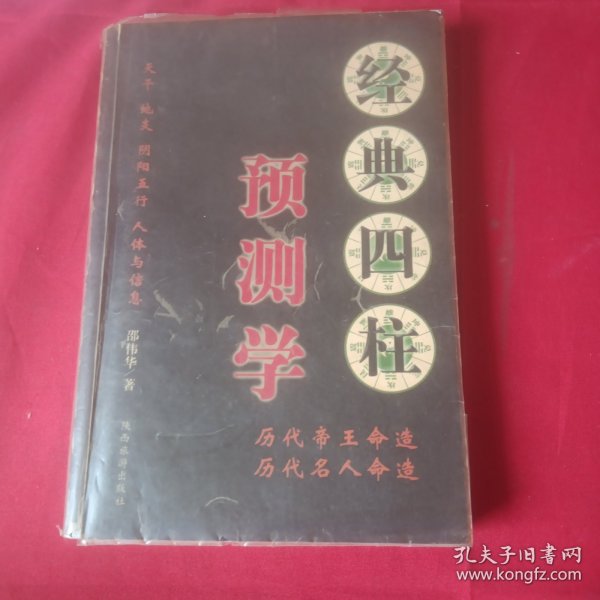 经典四柱
预测学
天干 地支 阴阳五行 人体与信息
邵伟华/著
陕西旅游出版社
历代帝王命造
历代名人命造
孔夫子旧书网
www.kongfz.com